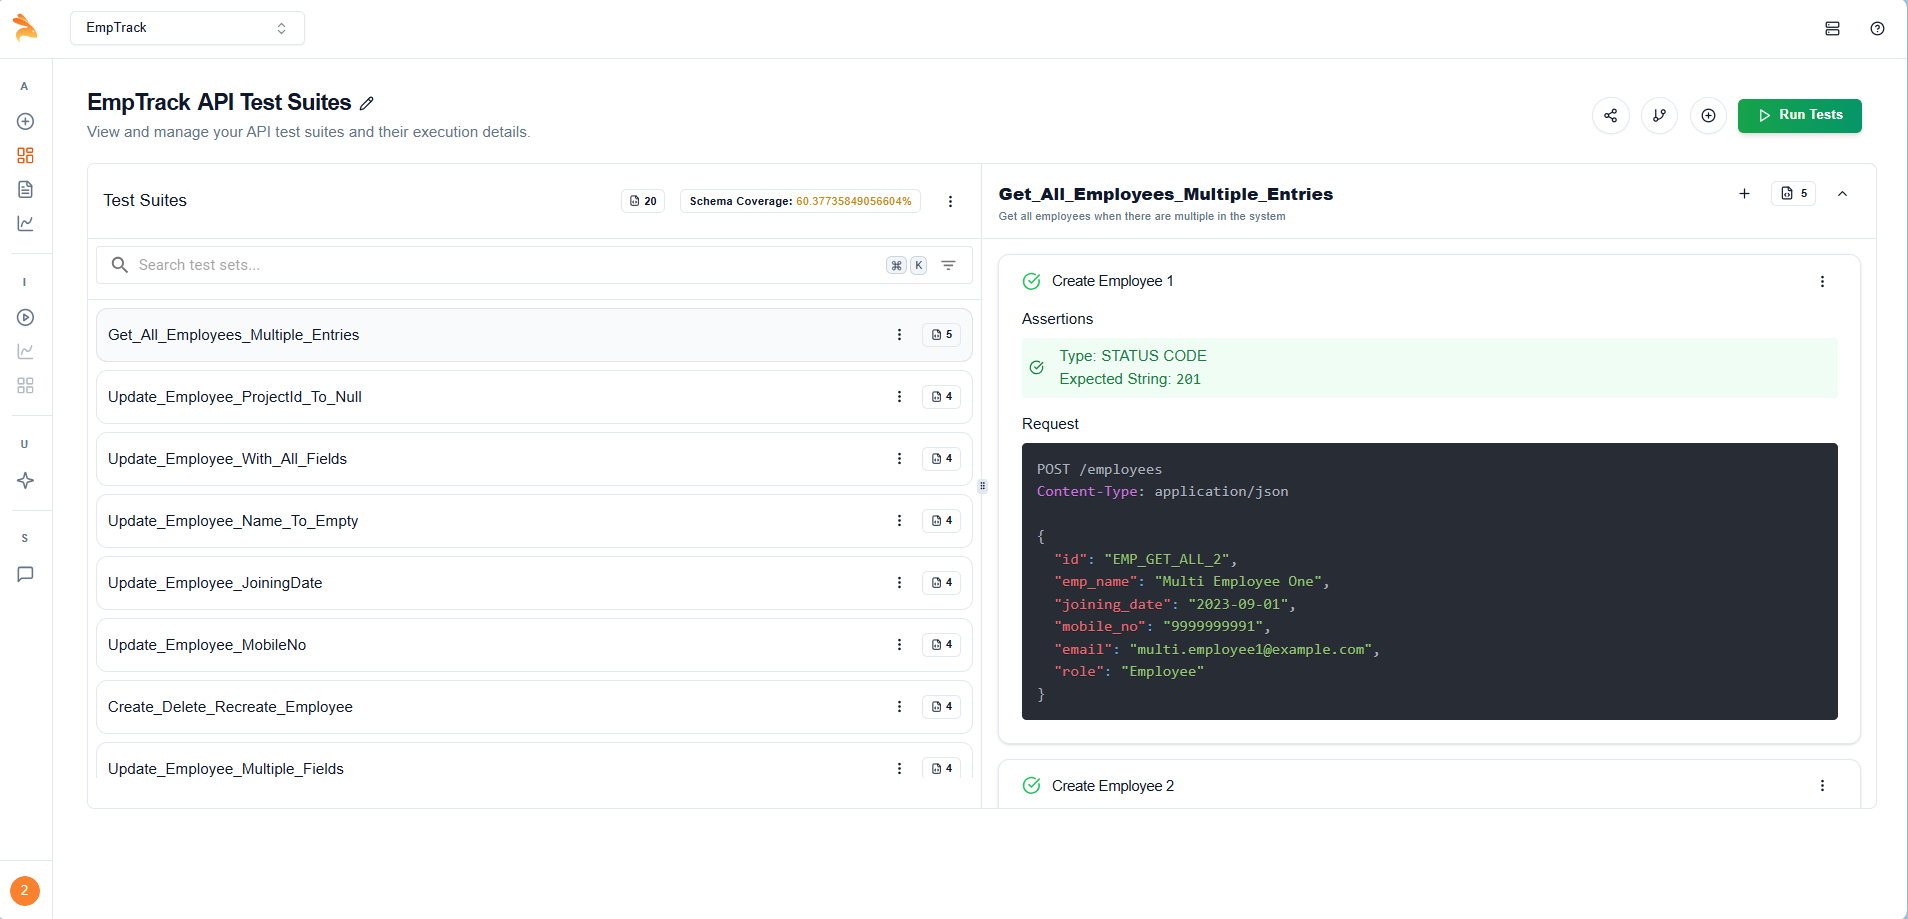 EmpTrack
A
I
U
S
2
EmpTrack API Test Suites
View and manage your API test suites and their execution details.
Run Tests
Test Suites
20
Schema Coverage: 60.37735849056604%
Search test sets...
⌘ K
Get_All_Employees_Multiple_Entries
5
Update_Employee_ProjectId_To_Null
4
Update_Employee_With_All_Fields
4
Update_Employee_Name_To_Empty
4
Update_Employee_JoiningDate
4
Update_Employee_MobileNo
4
Create_Delete_Recreate_Employee
4
Update_Employee_Multiple_Fields
4
Get_All_Employees_Multiple_Entries
5
Get all employees when there are multiple in the system
Create Employee 1
Assertions
Type: STATUS CODE
Expected String: 201
Request
POST /employees
Content-Type: application/json
{
"id": "EMP_GET_ALL_2",
"emp_name": "Multi Employee One",
"joining_date": "2023-09-01",
"mobile_no": "9999999991",
"email": "multi.employee1@example.com",
"role": "Employee"
}
Create Employee 2